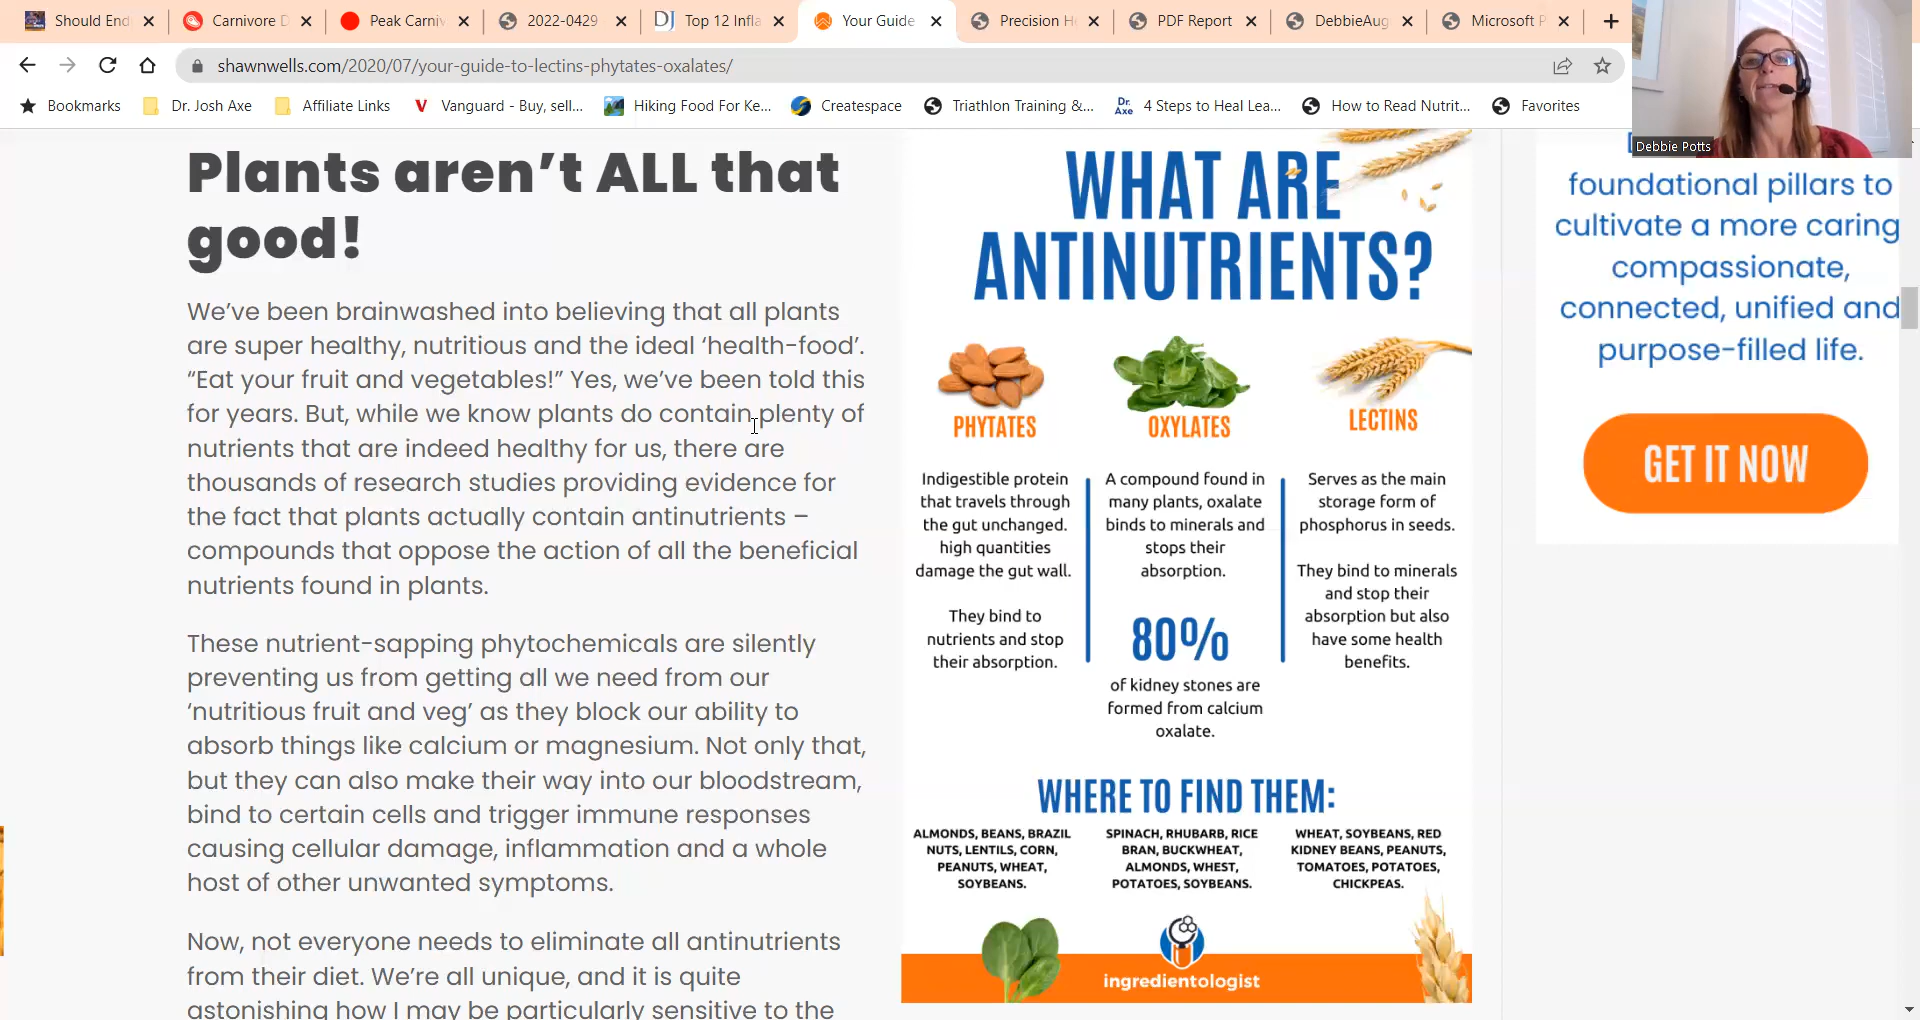 Should End
Carnivore D
Peak Carniv
2022-0429
DJ Top 12 Infla
Your Guide
Precision H
PDF Report
DebbieAug
Microsoft P
shawnwells.com/2020/07/your-guide-to-lectins-phytates-oxalates/
Bookmarks
Dr. Josh Axe
Affiliate Links
V Vanguard - Buy, sell...
Hiking Food For Ke...
Createspace
Triathlon Training &...
Dr. Axe 4 Steps to Heal Lea...
How to Read Nutrit...
Favorites
Debbie Potts
Plants aren’t ALL that
good!
We’ve been brainwashed into believing that all plants
are super healthy, nutritious and the ideal ‘health-food’.
“Eat your fruit and vegetables!” Yes, we’ve been told this
for years. But, while we know plants do contain plenty of
nutrients that are indeed healthy for us, there are
thousands of research studies providing evidence for
the fact that plants actually contain antinutrients –
compounds that oppose the action of all the beneficial
nutrients found in plants.
These nutrient-sapping phytochemicals are silently
preventing us from getting all we need from our
‘nutritious fruit and veg’ as they block our ability to
absorb things like calcium or magnesium. Not only that,
but they can also make their way into our bloodstream,
bind to certain cells and trigger immune responses
causing cellular damage, inflammation and a whole
host of other unwanted symptoms.
Now, not everyone needs to eliminate all antinutrients
from their diet. We’re all unique, and it is quite
astonishing how I may be particularly sensitive to the
WHAT ARE
ANTINUTRIENTS?
PHYTATES
Indigestible protein
that travels through
the gut unchanged.
high quantities
damage the gut wall.
They bind to
nutrients and stop
their absorption.
OXYLATES
A compound found in
many plants, oxalate
binds to minerals and
stops their
absorption.
80%
of kidney stones are
formed from calcium
oxalate.
LECTINS
Serves as the main
storage form of
phosphorus in seeds.
They bind to minerals
and stop their
absorption but also
have some health
benefits.
WHERE TO FIND THEM:
ALMONDS, BEANS, BRAZIL
NUTS, LENTILS, CORN,
PEANUTS, WHEAT,
SOYBEANS.
SPINACH, RHUBARB, RICE
BRAN, BUCKWHEAT,
ALMONDS, WHEST,
POTATOES, SOYBEANS.
WHEAT, SOYBEANS, RED
KIDNEY BEANS, PEANUTS,
TOMATOES, POTATOES,
CHICKPEAS.
ingredientologist
foundational pillars to
cultivate a more caring
compassionate,
connected, unified and
purpose-filled life.
GET IT NOW